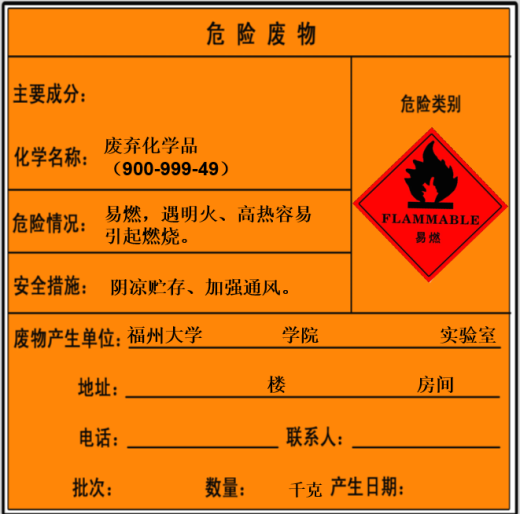 危险废物
主要成分：
危险类别
化学名称：
废弃化学品
（900-999-49）
FLAMMABLE
易燃
危险情况：
易燃，遇明火、高热容易
引起燃烧。
安全措施： 阴凉贮存、加强通风。
废物产生单位：福州大学 学院 实验室
地址： 楼 房间
电话： 联系人：
批次： 数量： 千克 产生日期：